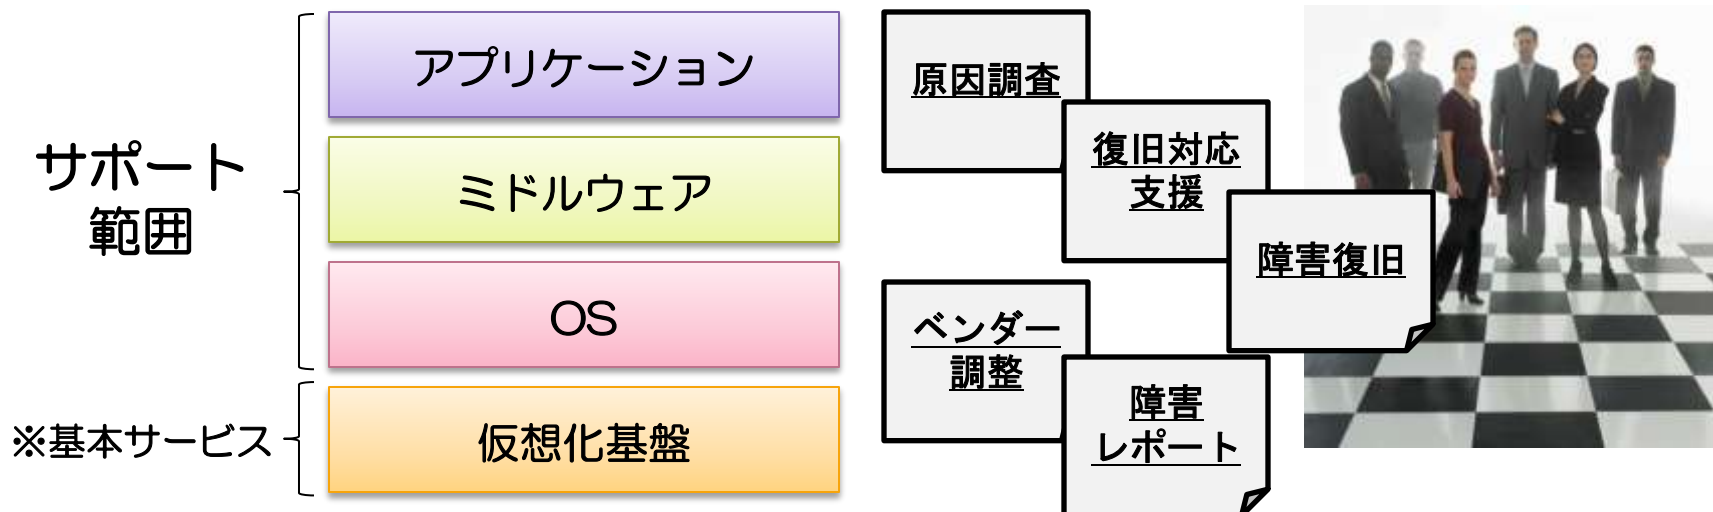 サポート
範囲
アプリケーション
ミドルウェア
OS
※基本サービス
仮想化基盤
原因調査
復旧対応
支援
障害復旧
ベンダー
調整
障害
レポート